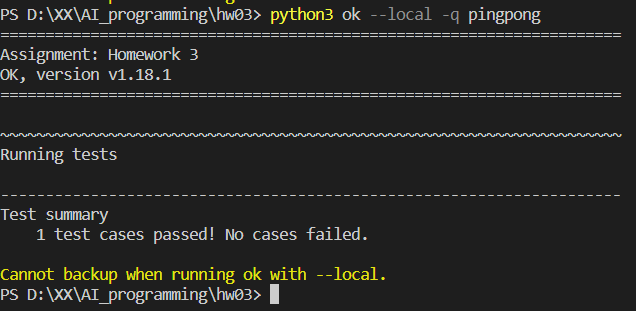 PS D:\XX\AI_programming\hw03> python3 ok --local -q pingpong
=====================================================================
Assignment: Homework 3
OK, version v1.18.1
=====================================================================
~~~~~~~~~~~~~~~~~~~~~~~~~~~~~~~~~~~~~~~~~~~~~~~~~~~~~~~~~~~~~~~~~~~~~
Running tests
---------------------------------------------------------------------
Test summary
    1 test cases passed! No cases failed.
Cannot backup when running ok with --local.
PS D:\XX\AI_programming\hw03>